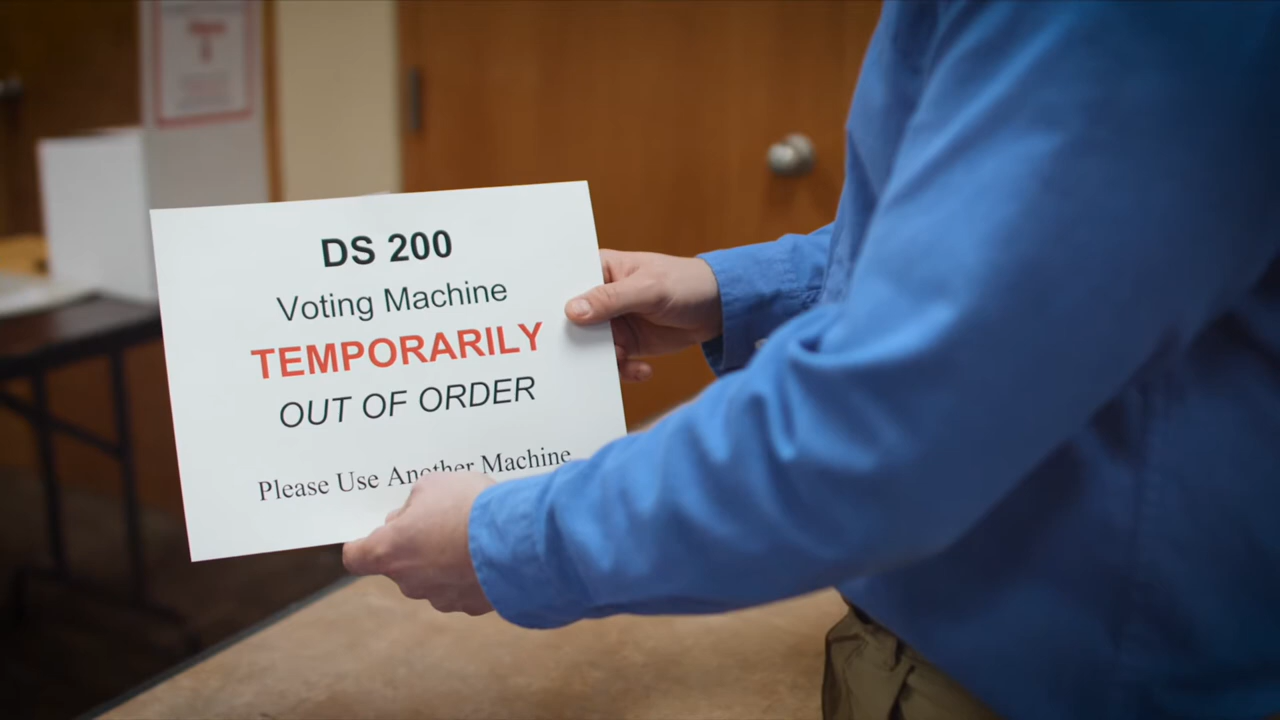 DS 200
Voting Machine
TEMPORARILY
OUT OF ORDER
Please Use Another Machine